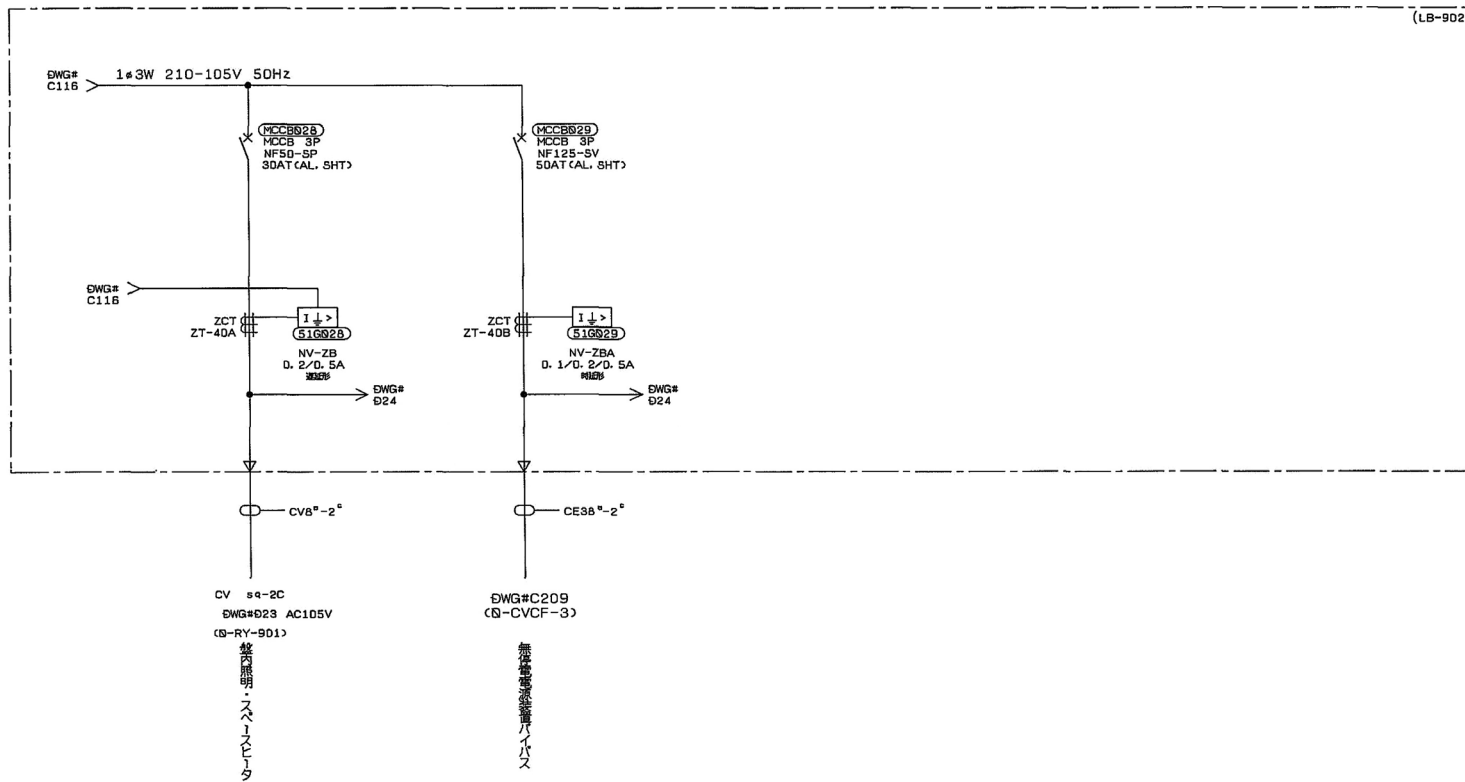 (LB-902
DWG#
C116
1φ3W 210-105V 50Hz
MCCB028
MCCB 3P
NF50-SP
30AT(AL,SHT)
MCCB029
MCCB 3P
NF125-SV
50AT(AL,SHT)
DWG#
C116
ZCT
ZT-40A
I >
51G028
NV-ZB
0.2/0.5A
ZCT
ZT-40B
I >
51G029
NV-ZBA
0.1/0.2/0.5A
DWG#
D24
DWG#
D24
CV8°-2ᶜ
CE38°-2ᶜ
CV sq-2C
DWG#D23 AC105V
(0-RY-901)
盤内照明・スペースヒータ
DWG#C209
(0-CVCF-3)
無停電電源装置バイパス